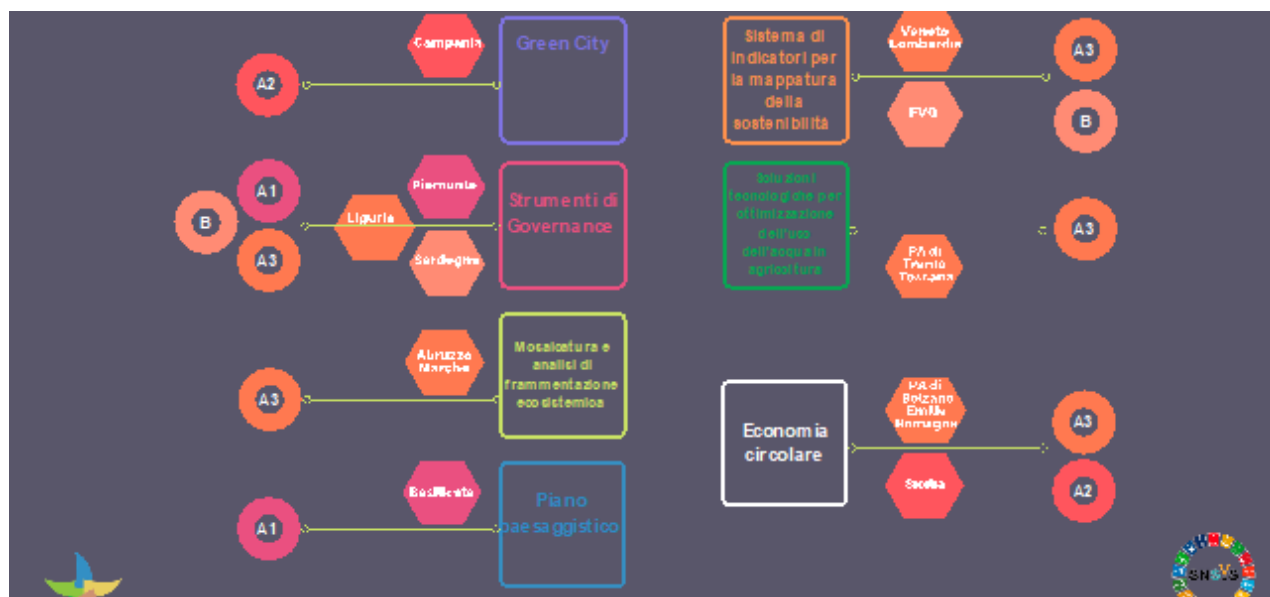 Campania
Green City
A2
A1
Piemonte
B
Liguria
Strumenti di
Governance
A3
Sardegna
Abruzzo
Marche
Mosaicatura e
analisi di
frammentazione
ecosistemica
A3
Basilicata
Piano
paesaggistico
A1
Sistema di
indicatori per
la mappatura
della
sostenibilità
Veneto
Lombardia
A3
FVG
B
Soluzioni
tecnologiche per
ottimizzazione
dell'uso
dell'acqua in
agricoltura
PA di
Trento
Toscana
A3
Economia
circolare
PA di
Bolzano
Emilia
Romagna
A3
Sicilia
A2
SNSVS